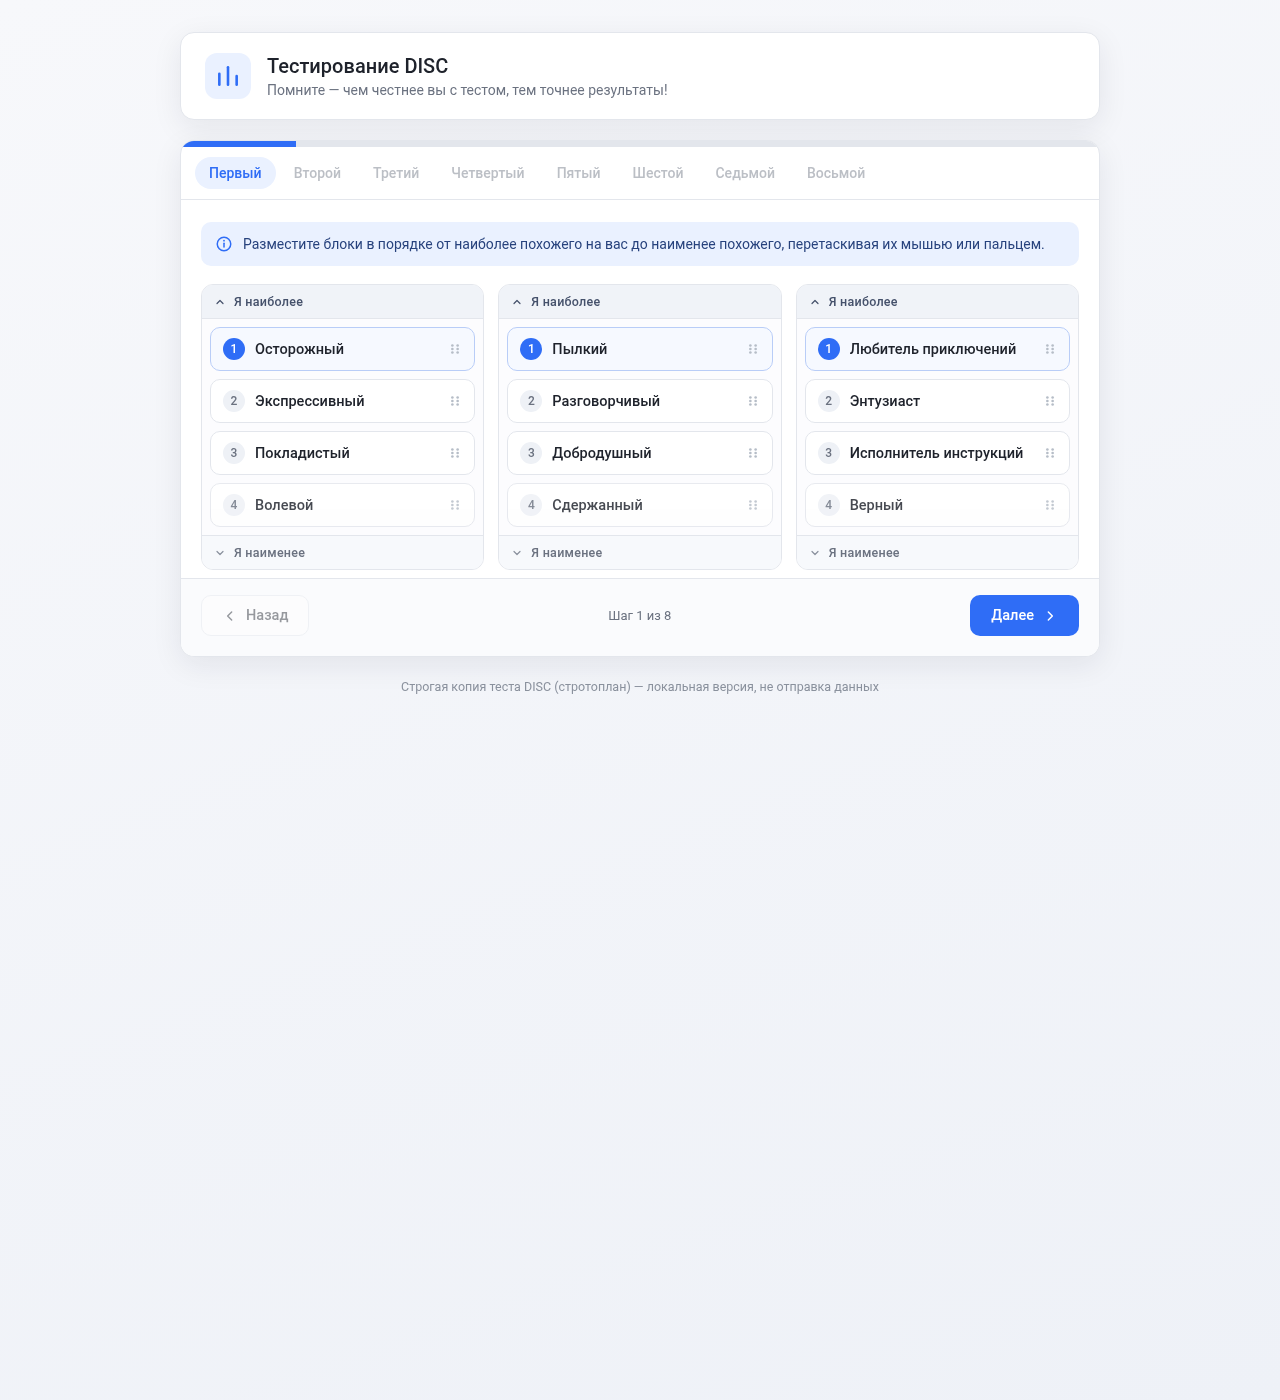 Тестирование DISC
Помните — чем честнее вы с тестом, тем точнее результаты!
Первый Второй Третий Четвертый Пятый Шестой Седьмой Восьмой
Разместите блоки в порядке от наиболее похожего на вас до наименее похожего, перетаскивая их мышью или пальцем.
Я наиболее
1 Осторожный
2 Экспрессивный
3 Покладистый
4 Волевой
Я наименее
Я наиболее
1 Пылкий
2 Разговорчивый
3 Добродушный
4 Сдержанный
Я наименее
Я наиболее
1 Любитель приключений
2 Энтузиаст
3 Исполнитель инструкций
4 Верный
Я наименее
Назад
Шаг 1 из 8
Далее
Строгая копия теста DISC (стротоплан) — локальная версия, не отправка данных